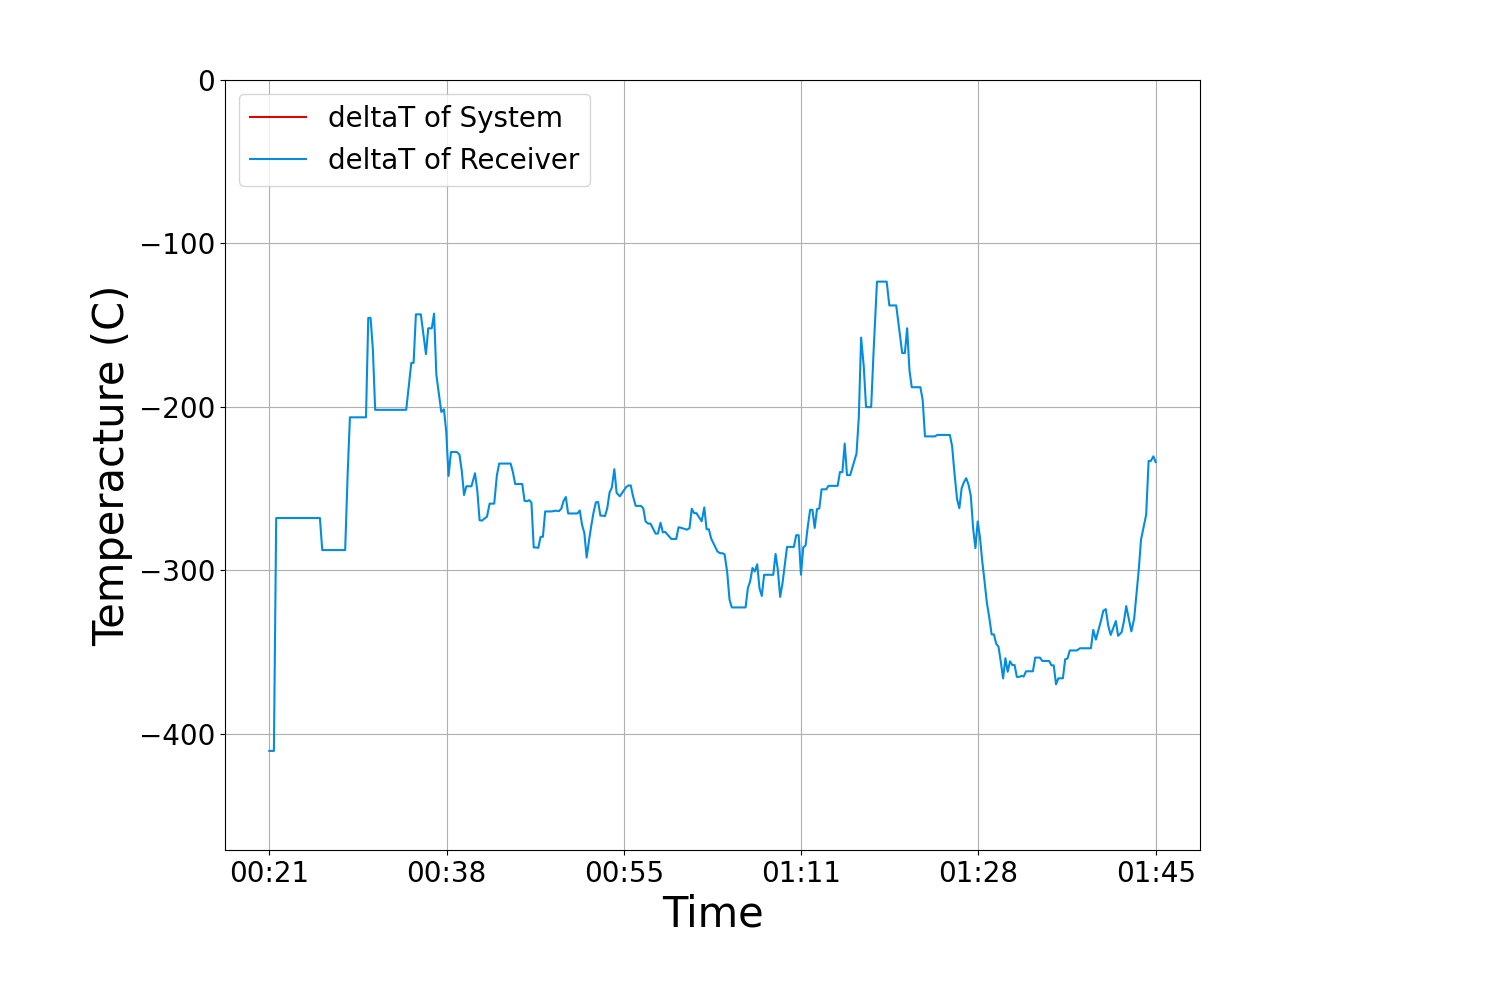 deltaT of System
deltaT of Receiver
0
−100
−200
−300
−400
Temperacture (C)
00:21 00:38 00:55 01:11 01:28 01:45
Time